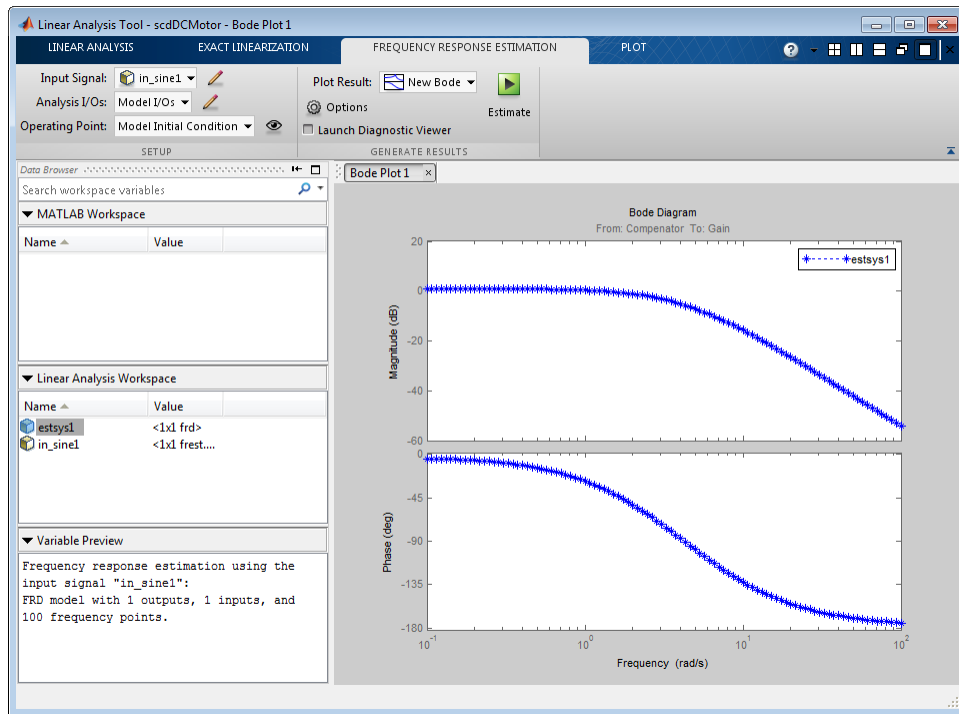 Linear Analysis Tool - scdDCMotor - Bode Plot 1
LINEAR ANALYSIS
EXACT LINEARIZATION
FREQUENCY RESPONSE ESTIMATION
PLOT
Input Signal: in_sine1
Analysis I/Os: Model I/Os
Operating Point: Model Initial Condition
SETUP
Plot Result: New Bode
Options
Launch Diagnostic Viewer
Estimate
GENERATE RESULTS
Data Browser
Search workspace variables
MATLAB Workspace
Name Value
Linear Analysis Workspace
Name Value
estsys1 <1x1 frd>
in_sine1 <1x1 frest....
Variable Preview
Frequency response estimation using the
input signal "in_sine1":
FRD model with 1 outputs, 1 inputs, and
100 frequency points.
Bode Plot 1 ×
Bode Diagram
From: Compenator To: Gain
estsys1
Magnitude (dB)
20
0
-20
-40
-60
Phase (deg)
0
-45
-90
-135
-180
10^-1 10^0 10^1 10^2
Frequency (rad/s)